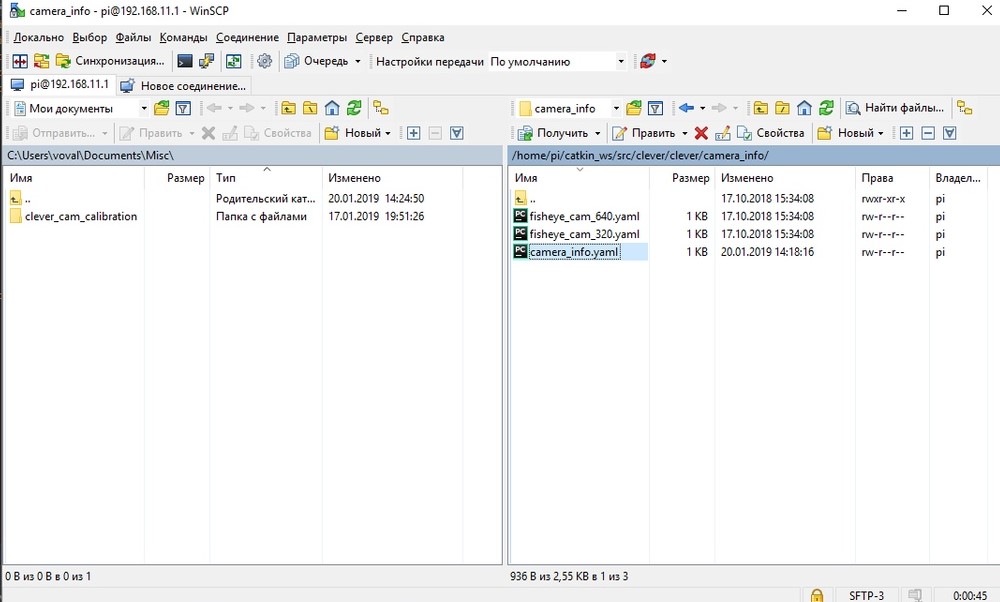 camera_info - pi@192.168.11.1 - WinSCP
Локально Выбор Файлы Команды Соединение Параметры Сервер Справка
Синхронизация... Очередь Настройки передачи По умолчанию
pi@192.168.11.1 Новое соединение...
Мои документы camera_info Найти файлы...
Отправить... Править Свойства Новый Получить Править Свойства Новый
C:\Users\voval\Documents\Misc\ /home/pi/catkin_ws/src/clever/clever/camera_info/
Имя Размер Тип Изменено Имя Размер Изменено Права Владел...
.. Родительский кат... 20.01.2019 14:24:50 .. 17.10.2018 15:34:08 rwxr-xr-x pi
clever_cam_calibration Папка с файлами 17.01.2019 19:51:26 PC fisheye_cam_640.yaml 1 KB 17.10.2018 15:34:08 rw-r--r-- pi
PC fisheye_cam_320.yaml 1 KB 17.10.2018 15:34:08 rw-r--r-- pi
PC camera_info.yaml 1 KB 20.01.2019 14:18:16 rw-r--r-- pi
0 B из 0 B в 0 из 1 936 B из 2,55 KB в 1 из 3
SFTP-3 0:00:45